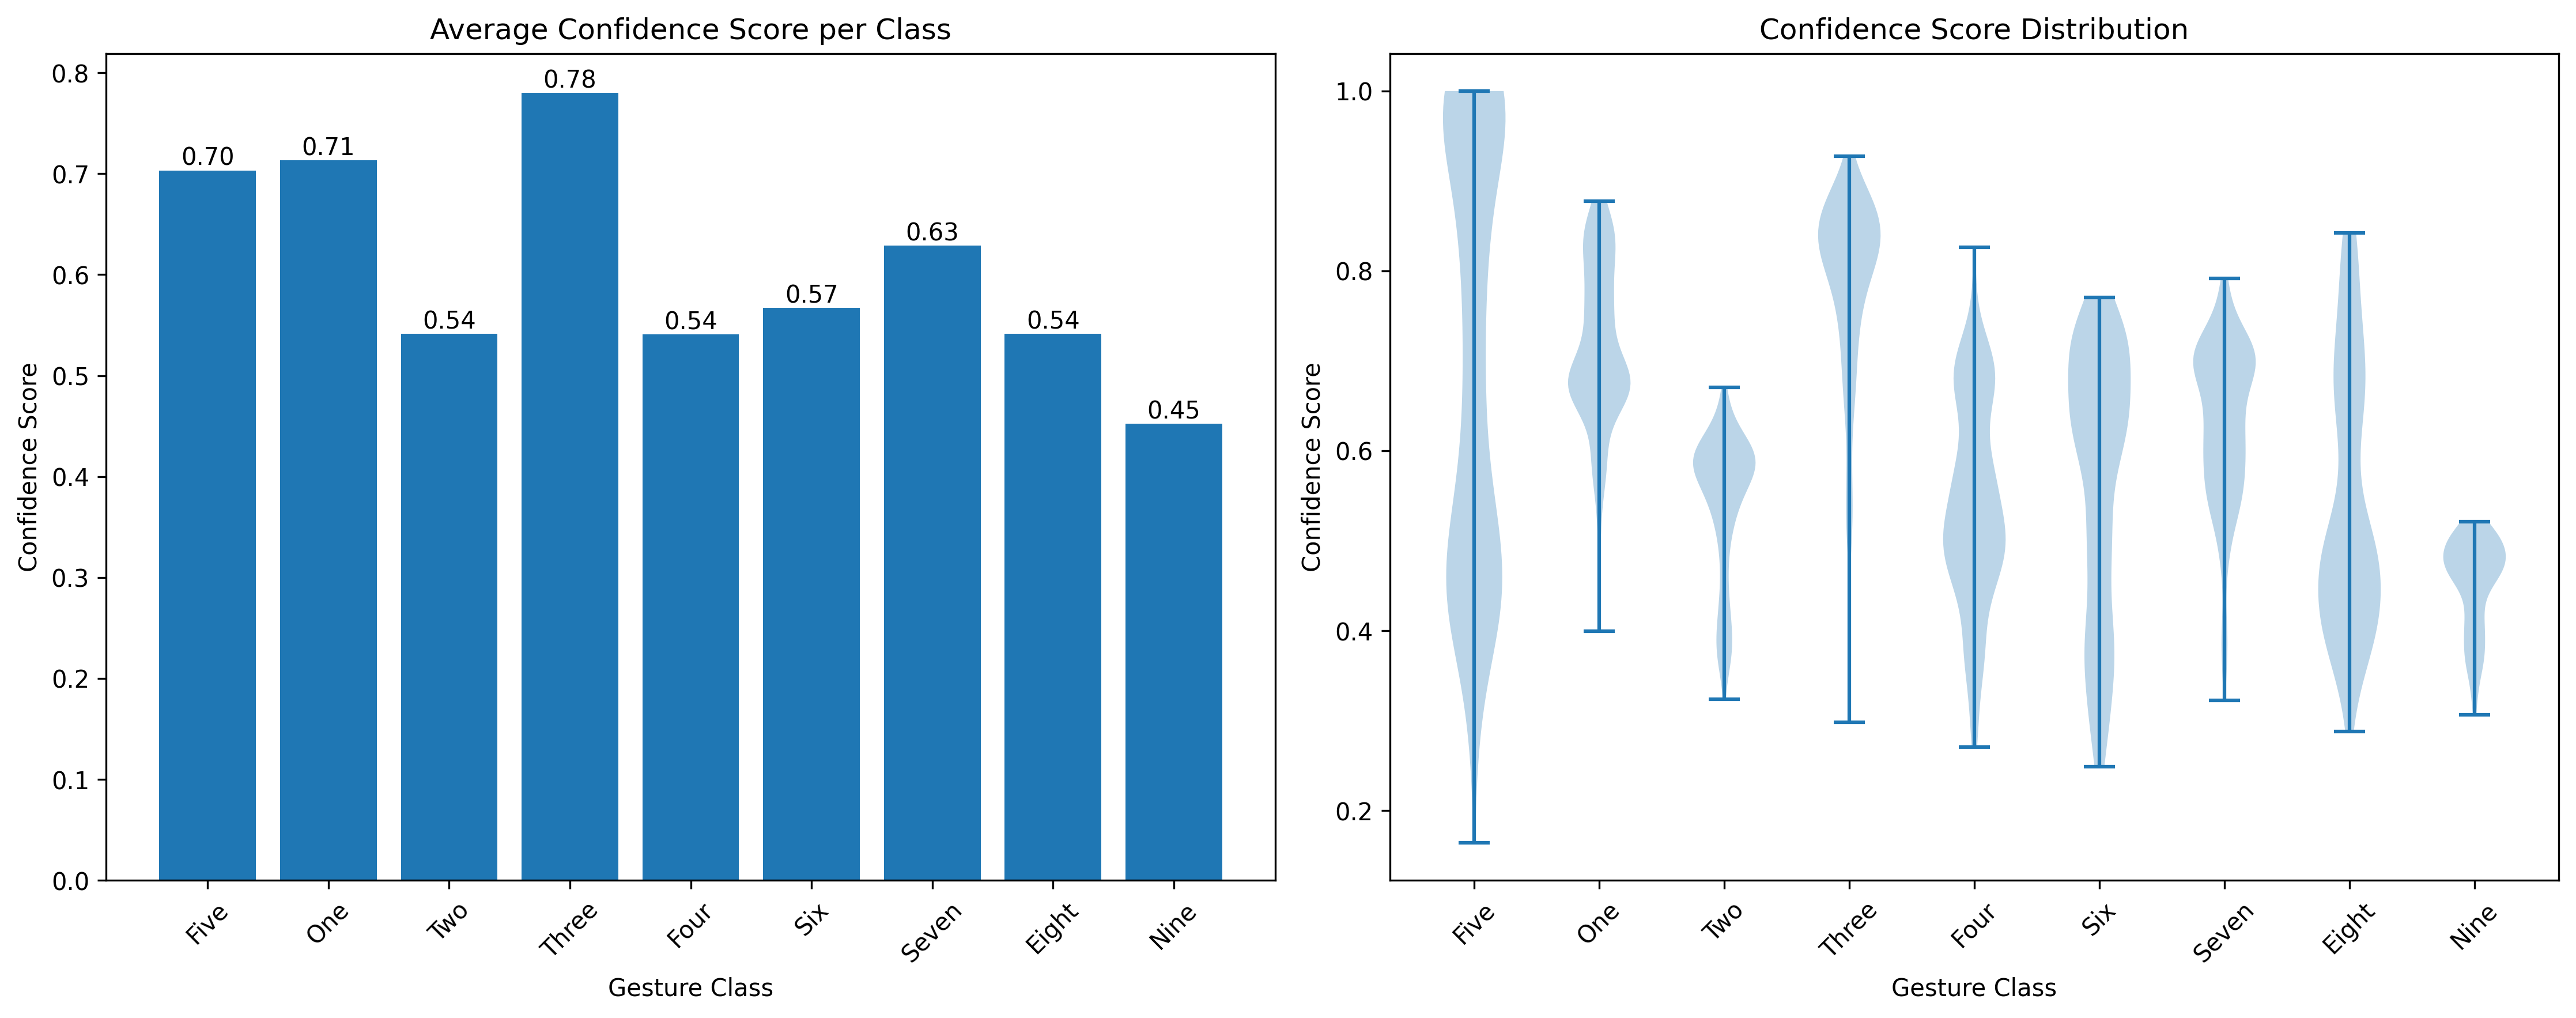 Average Confidence Score per Class
Confidence Score
0.8
0.7
0.6
0.5
0.4
0.3
0.2
0.1
0.0
0.70
0.71
0.54
0.78
0.54
0.57
0.63
0.54
0.45
Five
One
Two
Three
Four
Six
Seven
Eight
Nine
Gesture Class
Confidence Score Distribution
Confidence Score
1.0
0.8
0.6
0.4
0.2
Five
One
Two
Three
Four
Six
Seven
Eight
Nine
Gesture Class